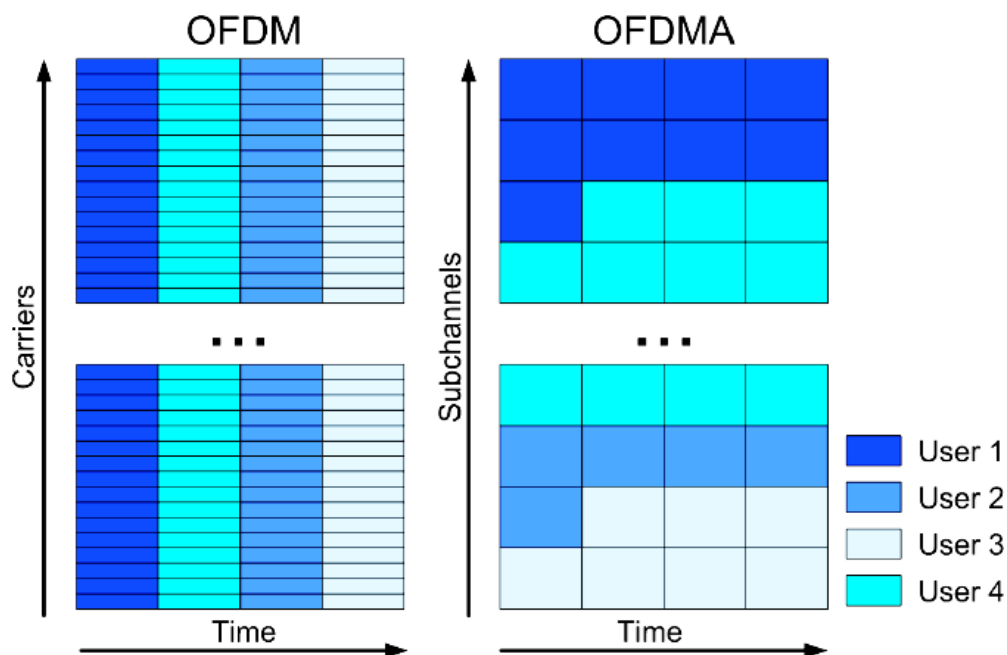 OFDM
OFDMA
Carriers
Subchannels
. . .
. . .
User 1
User 2
User 3
User 4
Time
Time